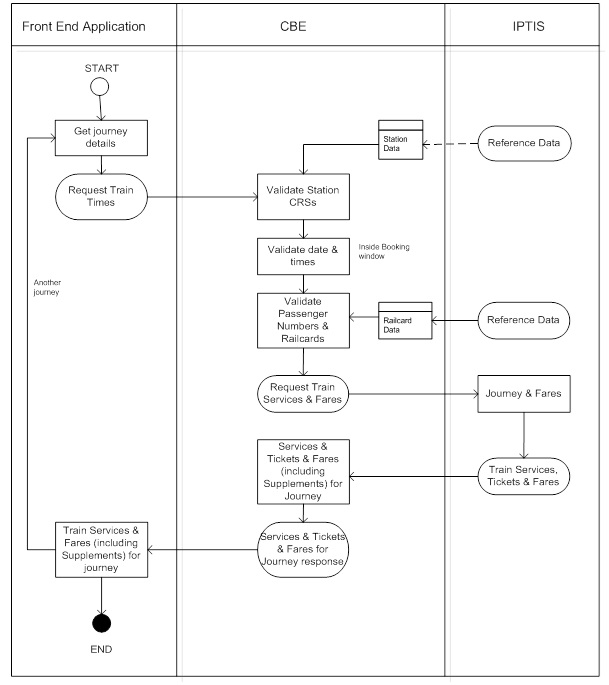 Front End Application
CBE
IPTIS
START
Get journey
details
Station
Data
Reference Data
Request Train
Times
Validate Station
CRSs
Validate date &
times
Inside Booking
window
Another
journey
Validate
Passenger
Numbers &
Railcards
Railcard
Data
Reference Data
Request Train
Services & Fares
Journey & Fares
Services &
Tickets & Fares
(including
Supplements) for
Journey
Train Services,
Tickets & Fares
Train Services &
Fares (including
Supplements) for
journey
Services & Tickets
& Fares for
Journey response
END